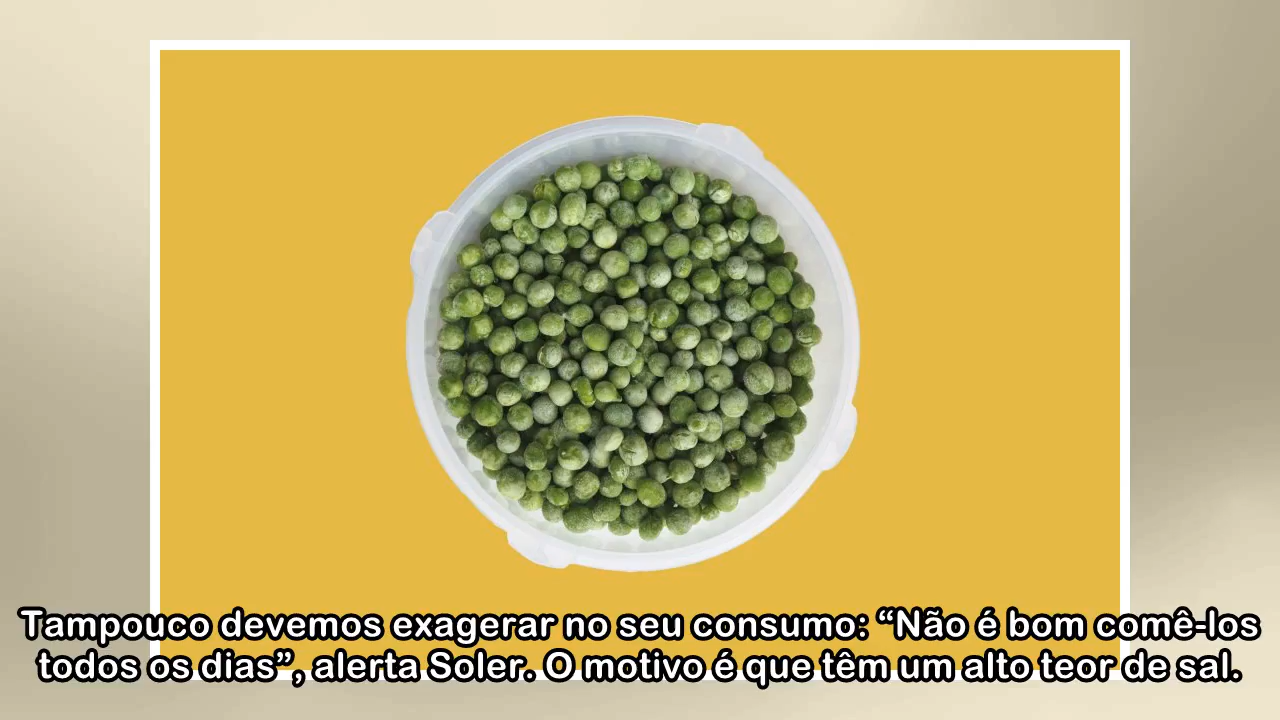 Tampouco devemos exagerar no seu consumo: “Não é bom comê-los
todos os dias”, alerta Soler. O motivo é que têm um alto teor de sal.